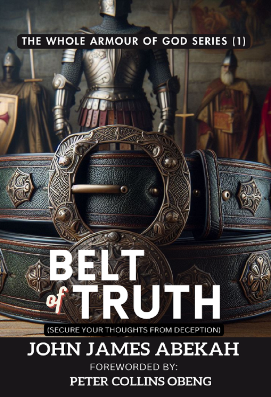 THE WHOLE ARMOUR OF GOD SERIES (1)
BELT
of TRUTH
(SECURE YOUR THOUGHTS FROM DECEPTION)
JOHN JAMES ABEKAH
FOREWORDED BY:
PETER COLLINS OBENG